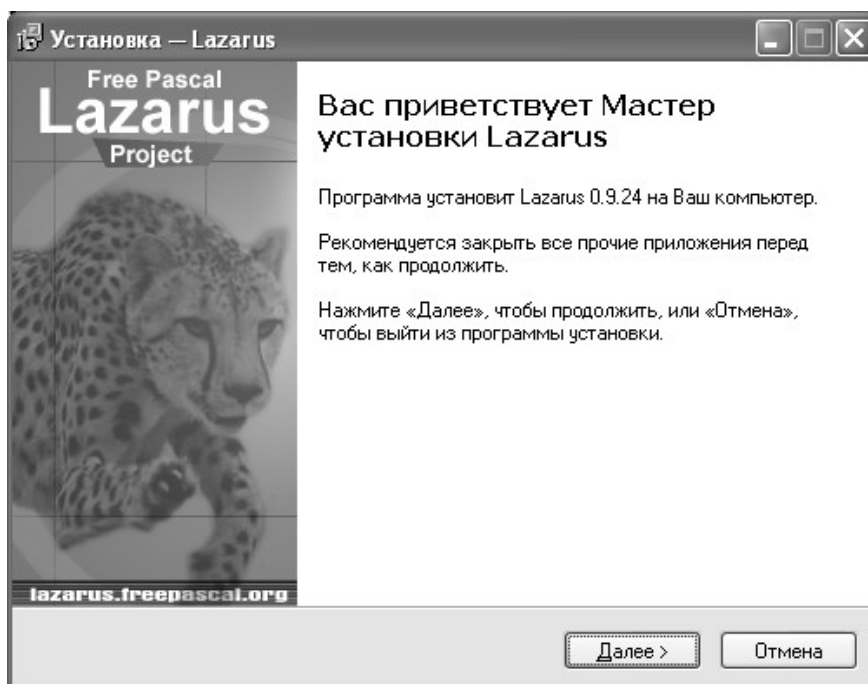 Установка — Lazarus
Free Pascal
Lazarus
Project
lazarus.freepascal.org
Вас приветствует Мастер
установки Lazarus
Программа установит Lazarus 0.9.24 на Ваш компьютер.
Рекомендуется закрыть все прочие приложения перед
тем, как продолжить.
Нажмите «Далее», чтобы продолжить, или «Отмена»,
чтобы выйти из программы установки.
Далее >
Отмена